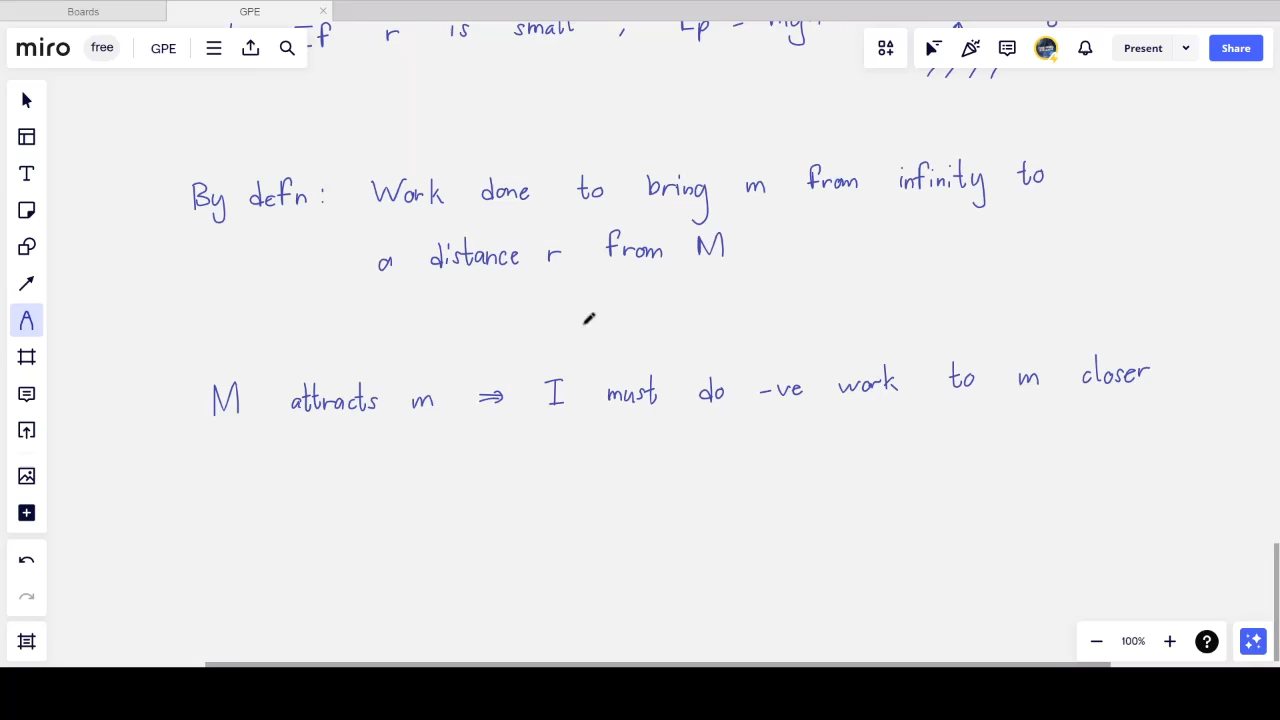 Boards
GPE
If r is small ,
miro
free
GPE
Present
Share
By defn : Work done to bring m from infinity to
a distance r from M
M attracts m ⇒ I must do -ve work to m closer
100%